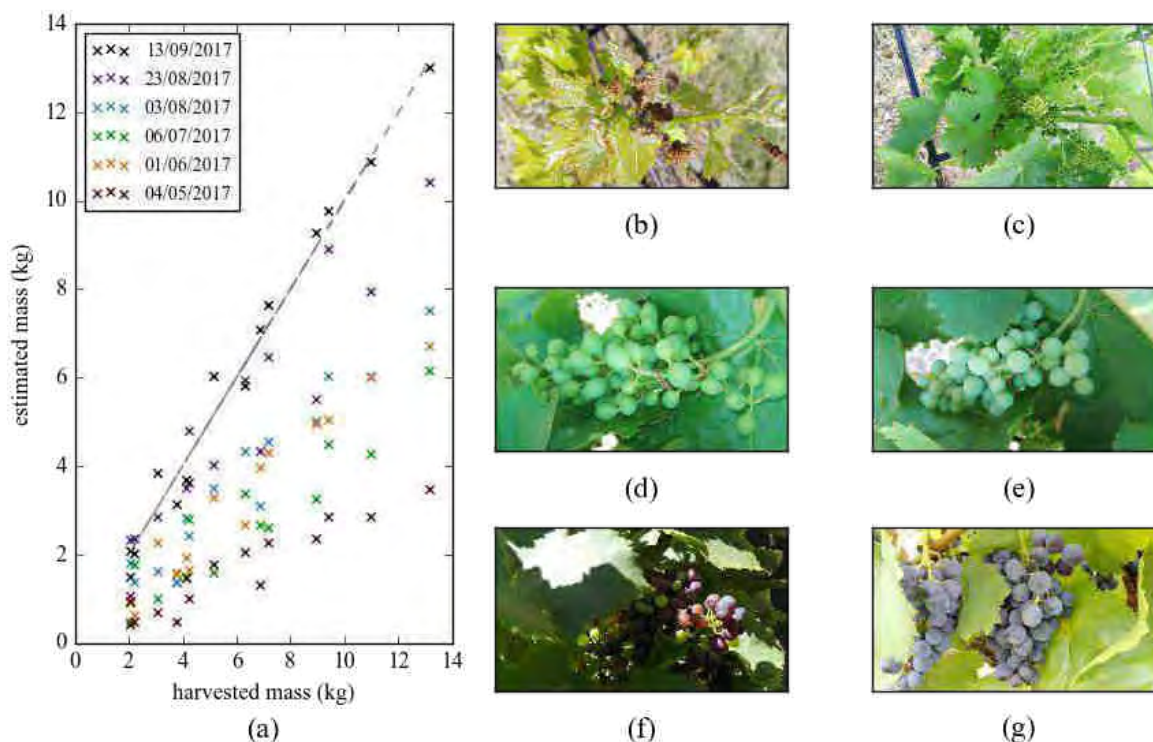 14
12
10
8
6
4
2
0
estimated mass (kg)
××× 13/09/2017
××× 23/08/2017
××× 03/08/2017
××× 06/07/2017
××× 01/06/2017
××× 04/05/2017
0 2 4 6 8 10 12 14
harvested mass (kg)
(a)
(b) (c)
(d) (e)
(f) (g)